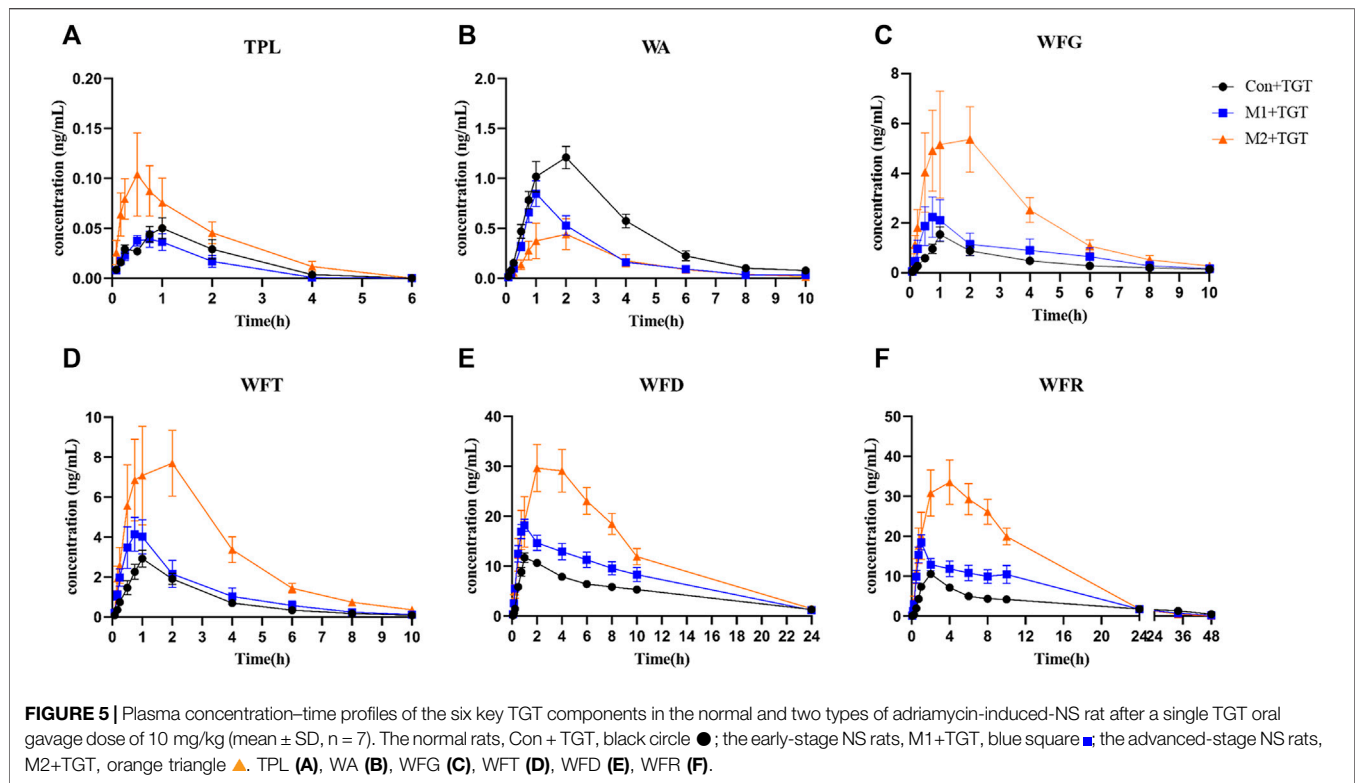 A
TPL
concentration (ng/mL)
0.20
0.15
0.10
0.05
0.00
0 1 2 3 4 5 6
Time(h)
B
WA
concentration (ng/mL)
2.0
1.5
1.0
0.5
0.0
0 1 2 3 4 5 6 7 8 9 10
Time(h)
C
WFG
concentration (ng/mL)
8
6
4
2
0
0 1 2 3 4 5 6 7 8 9 10
Time(h)
Con+TGT
M1+TGT
M2+TGT
D
WFT
concentration (ng/mL)
10
8
6
4
2
0
0 1 2 3 4 5 6 7 8 9 10
Time(h)
E
WFD
concentration (ng/mL)
40
30
20
10
0
0 2 4 6 8 10 12 14 16 18 20 22 24
Time(h)
F
WFR
concentration (ng/mL)
50
40
30
20
10
0
0 4 8 12 16 20 24 24 36 48
Time(h)
FIGURE 5 | Plasma concentration–time profiles of the six key TGT components in the normal and two types of adriamycin-induced-NS rat after a single TGT oral
gavage dose of 10 mg/kg (mean ± SD, n = 7). The normal rats, Con + TGT, black circle ●; the early-stage NS rats, M1+TGT, blue square ■; the advanced-stage NS rats,
M2+TGT, orange triangle ▲. TPL (A), WA (B), WFG (C), WFT (D), WFD (E), WFR (F).